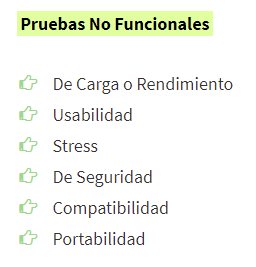 Pruebas No Funcionales
De Carga o Rendimiento
Usabilidad
Stress
De Seguridad
Compatibilidad
Portabilidad